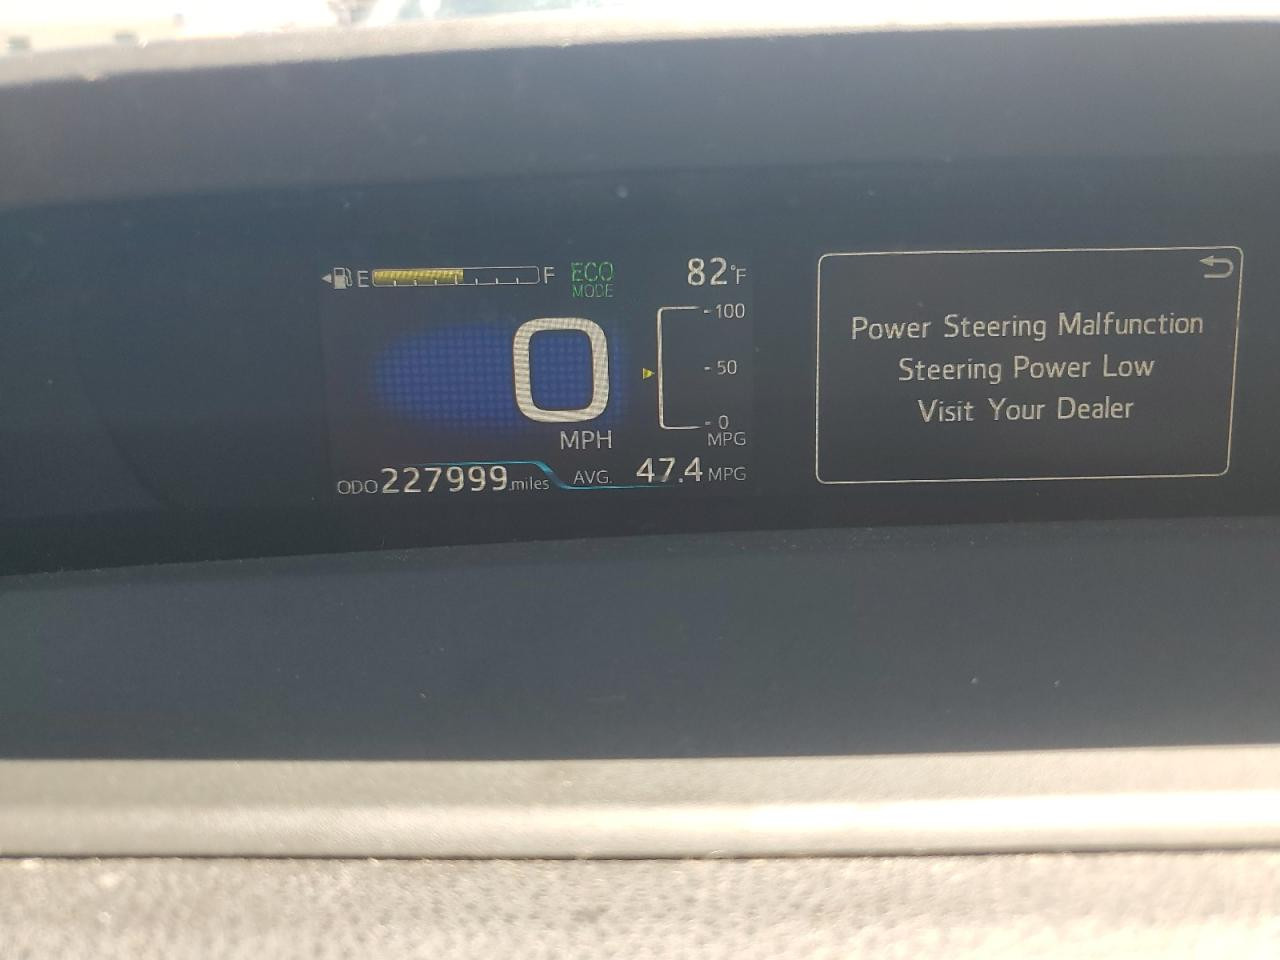 E F ECO MODE 82°F
- 100
- 50
- 0
0
MPH
MPG
ODO 227999 miles AVG. 47.4 MPG
Power Steering Malfunction
Steering Power Low
Visit Your Dealer